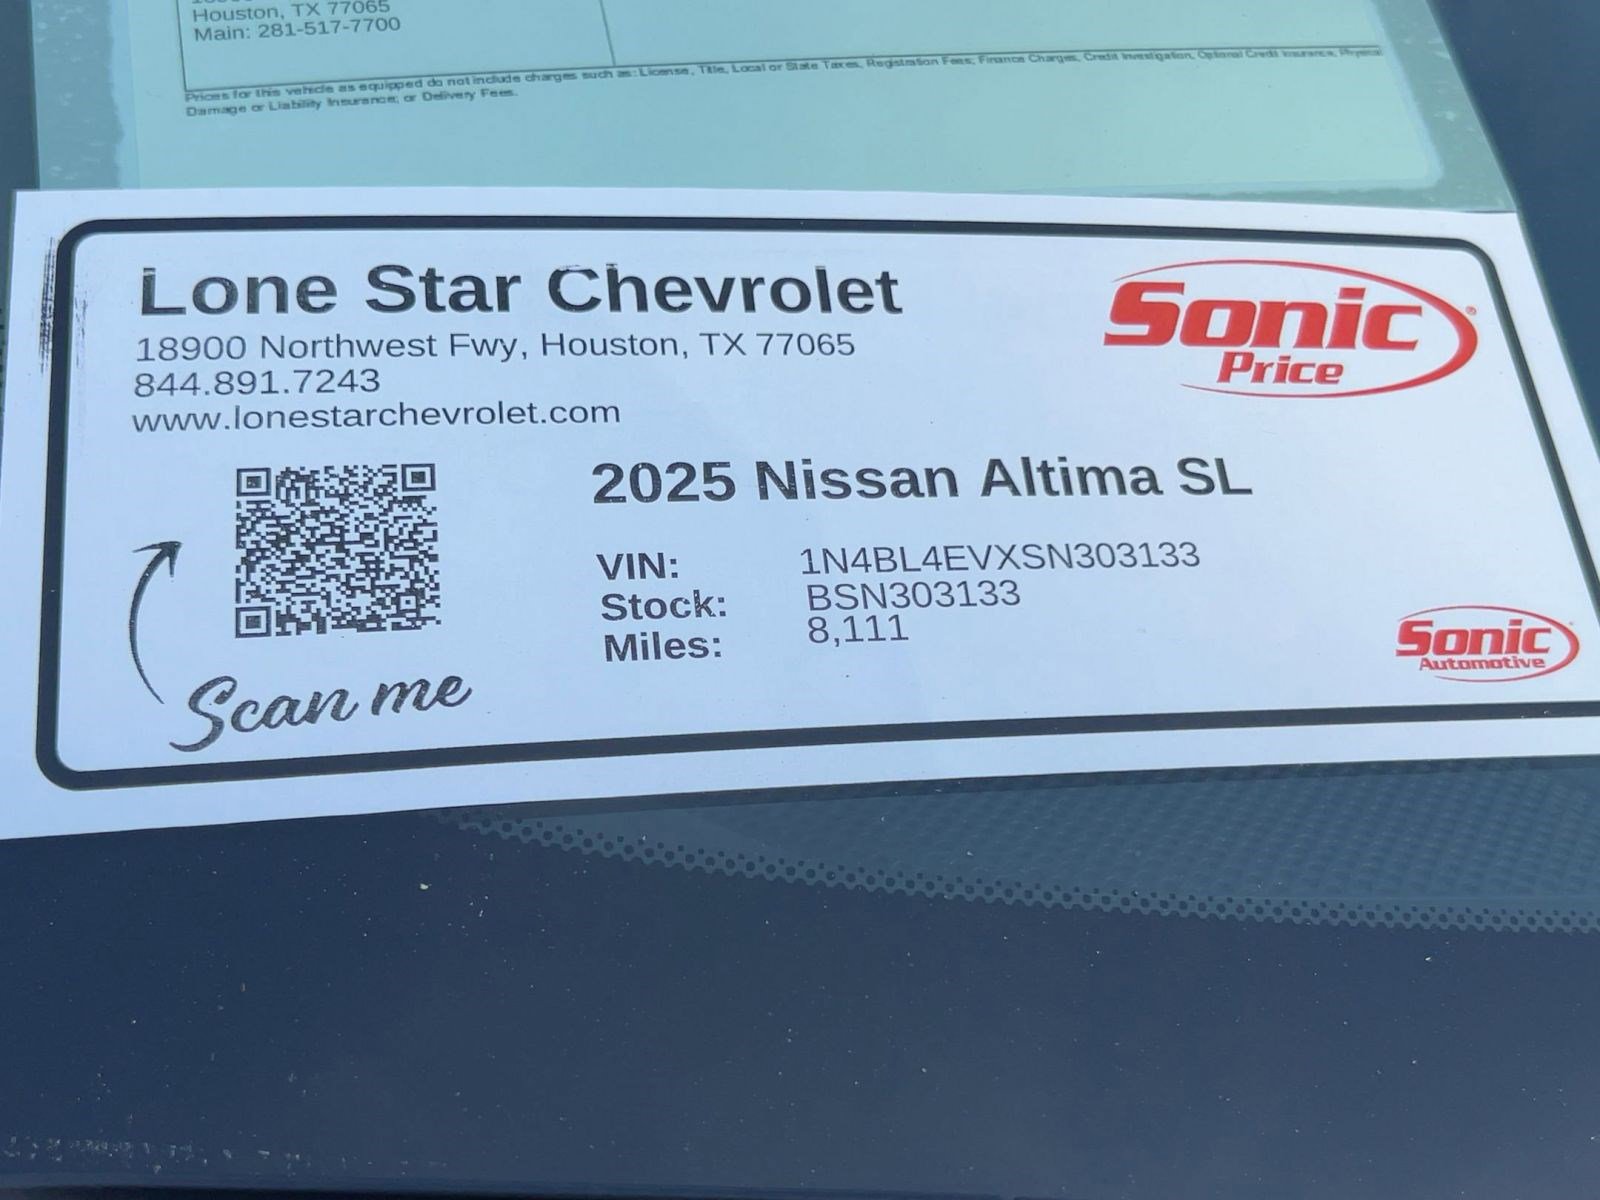 Houston, TX 77065
Main: 281-517-7700
Prices for this vehicle as equipped do not include charges such as: License, Title, Local or State Taxes, Registration Fees, Finance Charges, Credit Investigation, Optional Credit Insurance, Physical
Damage or Liability Insurance; or Delivery Fees.
Lone Star Chevrolet
18900 Northwest Fwy, Houston, TX 77065
844.891.7243
www.lonestarchevrolet.com
Sonic®
Price
2025 Nissan Altima SL
VIN: 1N4BL4EVXSN303133
Stock: BSN303133
Miles: 8,111
Scan me
Sonic
Automotive